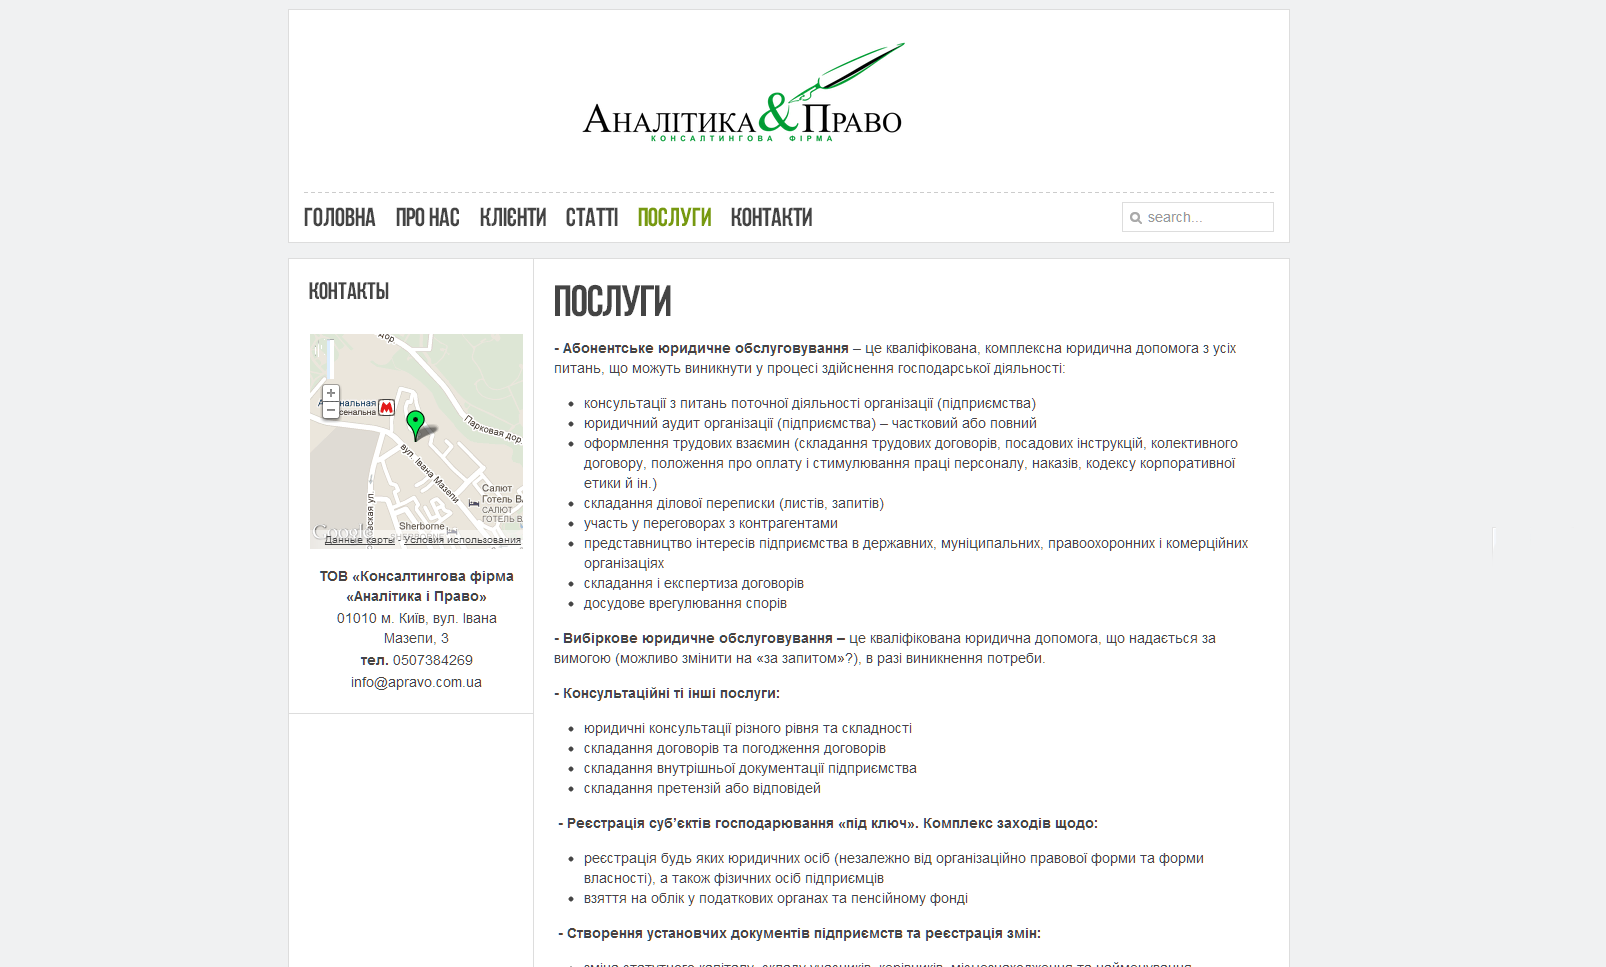 Аналітика & Право
КОНСАЛТИНГОВА ФІРМА
ГОЛОВНА ПРО НАС КЛІЄНТИ СТАТТІ ПОСЛУГИ КОНТАКТИ
search...
КОНТАКТЫ
Парковая дор
вул. Івана Мазепи
Салют
Готель
САЛЮТ
ГОТЕЛЬ
Sherborne
Google
Данные карты - Условия использования
ТОВ «Консалтингова фірма
«Аналітика і Право»
01010 м. Київ, вул. Івана
Мазепи, 3
тел. 0507384269
info@apravo.com.ua
ПОСЛУГИ
- Абонентське юридичне обслуговування – це кваліфікована, комплексна юридична допомога з усіх
питань, що можуть виникнути у процесі здійснення господарської діяльності:
консультації з питань поточної діяльності організації (підприємства)
юридичний аудит організації (підприємства) – частковий або повний
оформлення трудових взаємин (складання трудових договорів, посадових інструкцій, колективного
договору, положення про оплату і стимулювання праці персоналу, наказів, кодексу корпоративної
етики й ін.)
складання ділової переписки (листів, запитів)
участь у переговорах з контрагентами
представництво інтересів підприємства в державних, муніципальних, правоохоронних і комерційних
організаціях
складання і експертиза договорів
досудове врегулювання спорів
- Вибіркове юридичне обслуговування – це кваліфікована юридична допомога, що надається за
вимогою (можливо змінити на «за запитом»?), в разі виникнення потреби.
- Консультаційні ті інші послуги:
юридичні консультації різного рівня та складності
складання договорів та погодження договорів
складання внутрішньої документації підприємства
складання претензій або відповідей
- Реєстрація суб’єктів господарювання «під ключ». Комплекс заходів щодо:
реєстрація будь яких юридичних осіб (незалежно від організаційно правової форми та форми
власності), а також фізичних осіб підприємців
взяття на облік у податкових органах та пенсійному фонді
- Створення установчих документів підприємств та реєстрація змін:
зміна статутного капіталу, складу учасників, керівників, місцезнаходження та найменування